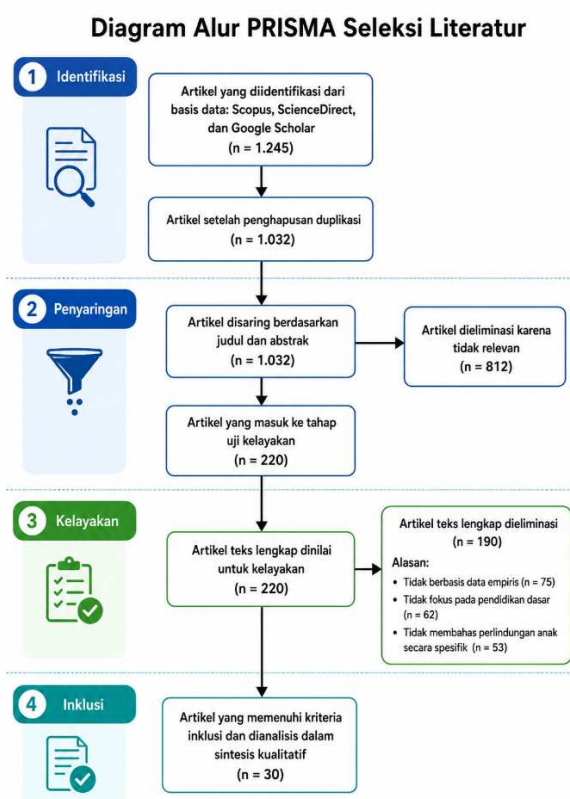 Diagram Alur PRISMA Seleksi Literatur
1 Identifikasi
Artikel yang diidentifikasi dari
basis data: Scopus, ScienceDirect,
dan Google Scholar
(n = 1.245)
Artikel setelah penghapusan duplikasi
(n = 1.032)
2 Penyaringan
Artikel disaring berdasarkan
judul dan abstrak
(n = 1.032)
Artikel dieliminasi karena
tidak relevan
(n = 812)
Artikel yang masuk ke tahap
uji kelayakan
(n = 220)
3 Kelayakan
Artikel teks lengkap dinilai
untuk kelayakan
(n = 220)
Artikel teks lengkap dieliminasi
(n = 190)
Alasan:
• Tidak berbasis data empiris (n = 75)
• Tidak fokus pada pendidikan dasar
(n = 62)
• Tidak membahas perlindungan anak
secara spesifik (n = 53)
4 Inklusi
Artikel yang memenuhi kriteria
inklusi dan dianalisis dalam
sintesis kualitatif
(n = 30)